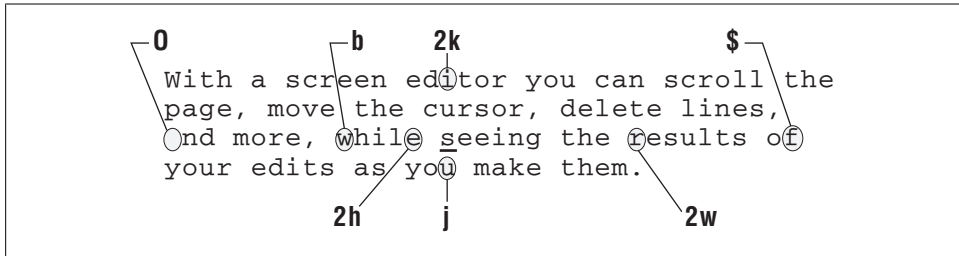 0 b 2k $
With a screen editor you can scroll the
page, move the cursor, delete lines,
nd more, while seeing the results of
your edits as you make them.
2h j 2w